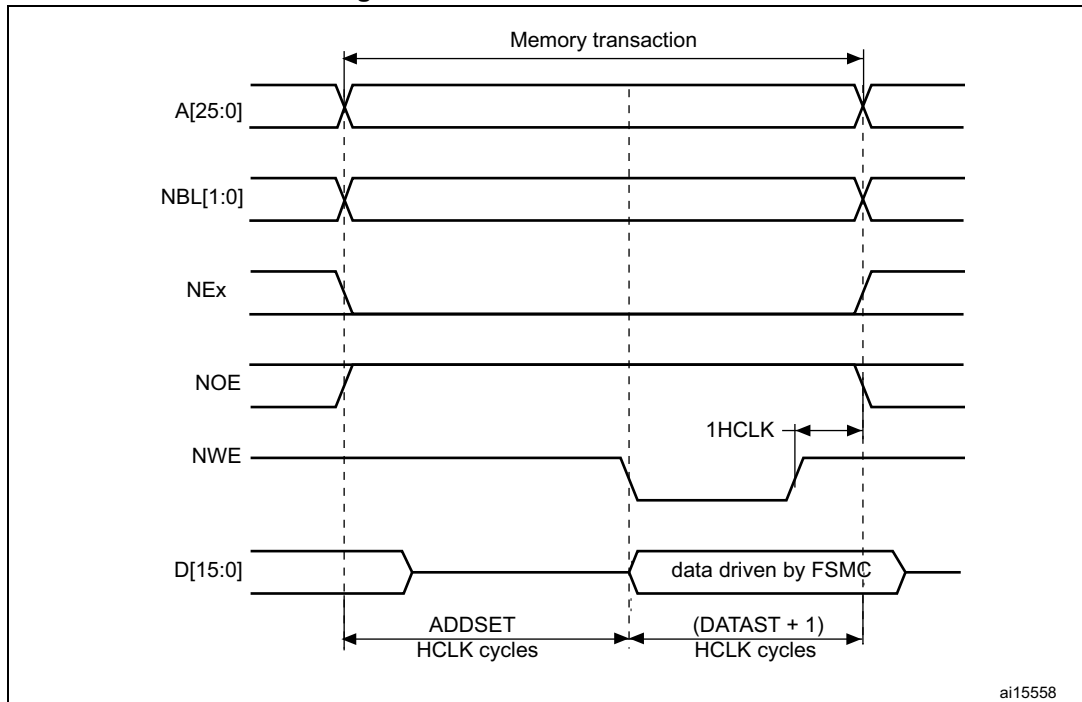 Memory transaction
A[25:0]
NBL[1:0]
NEx
NOE
1HCLK
NWE
D[15:0]
data driven by FSMC
ADDSET
HCLK cycles
(DATAST + 1)
HCLK cycles
ai15558